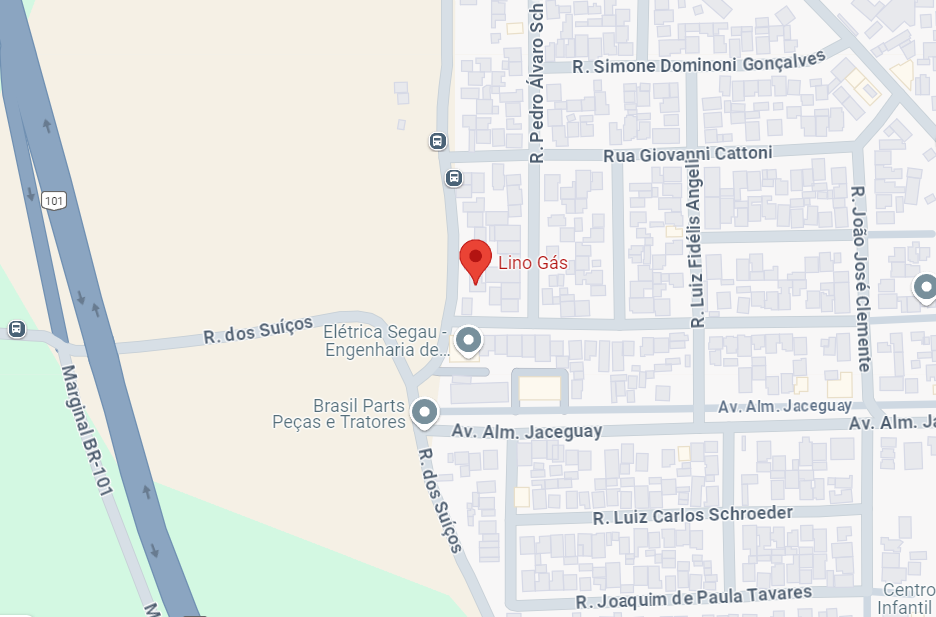 R. Pedro Álvaro Sch
R. Simone Dominoni Gonçalves
Rua Giovanni Cattoni
101
R. Luiz Fidélis Angeli
R. João José Clemente
Lino Gás
R. dos Suíços
Elétrica Segau -
Engenharia de...
Marginal BR-101
Brasil Parts
Peças e Tratores
Av. Alm. Jaceguay
Av. Alm. Jaceguay
Av. Alm. Ja
R. dos Suíços
R. Luiz Carlos Schroeder
R. Joaquim de Paula Tavares
Centro
Infantil
M